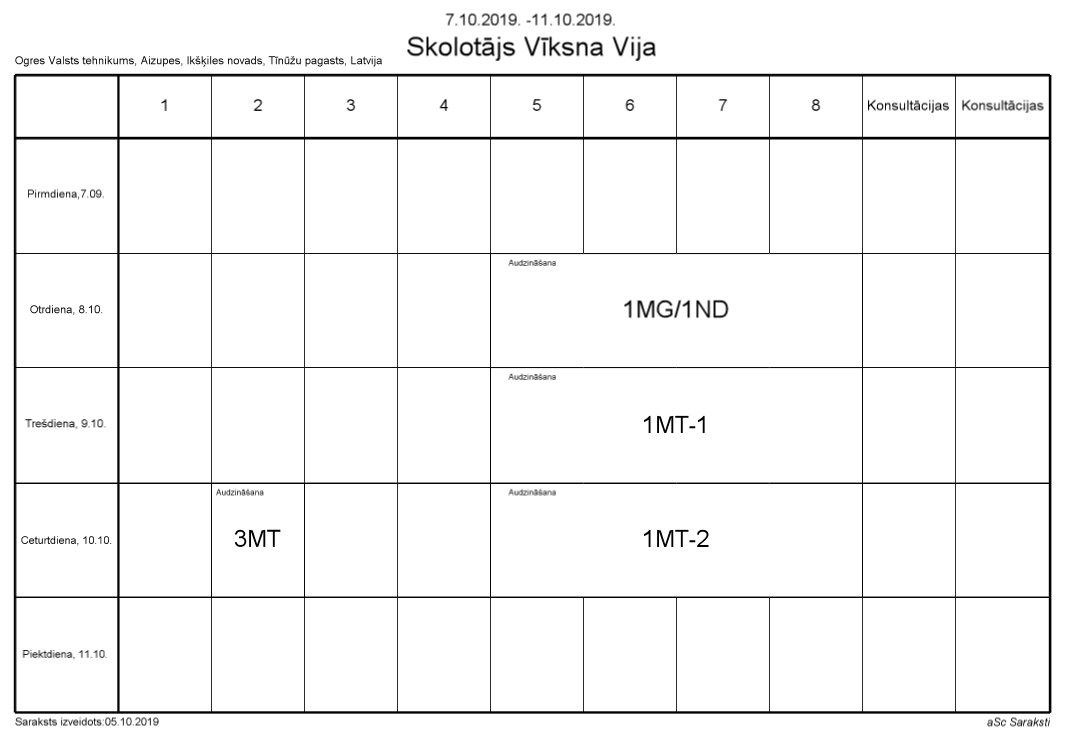 7.10.2019. -11.10.2019.
Skolotājs Vīksna Vija
Ogres Valsts tehnikums, Aizupes, Ikšķiles novads, Tīnūžu pagasts, Latvija
1 2 3 4 5 6 7 8 Konsultācijas Konsultācijas
Pirmdiena,7.09.
Audzināšana
Otrdiena, 8.10. 1MG/1ND
Audzināšana
Trešdiena, 9.10. 1MT-1
Audzināšana Audzināšana
Ceturtdiena, 10.10. 3MT 1MT-2
Piektdiena, 11.10.
Saraksts izveidots:05.10.2019 aSc Saraksti